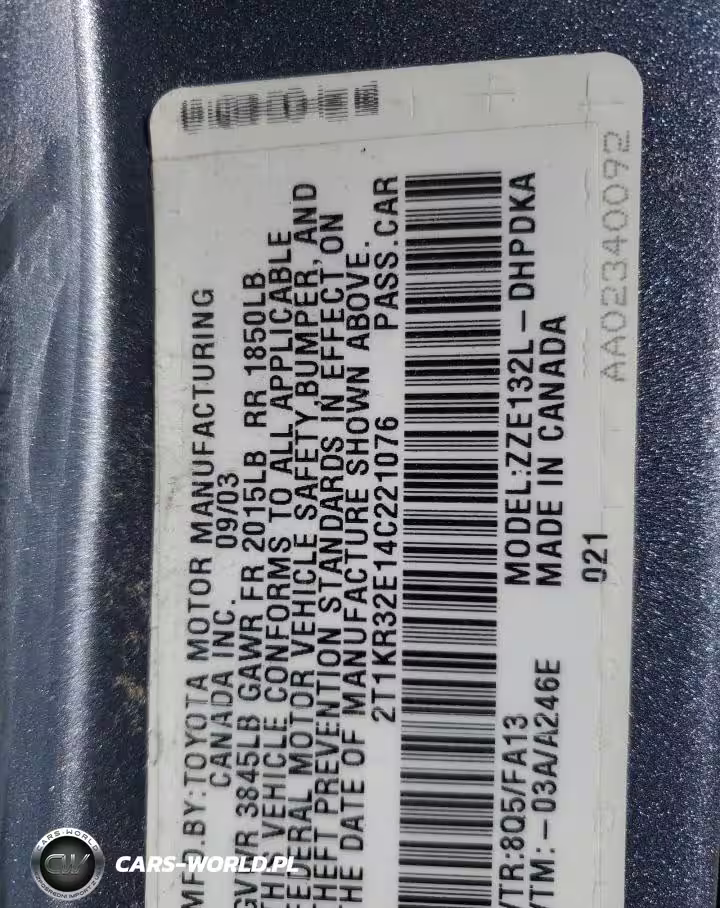 MFD.BY:TOYOTA MOTOR MANUFACTURING
CANADA INC. 09/03
GVWR 3845LB GAWR FR 2015LB RR 1850LB
THIS VEHICLE CONFORMS TO ALL APPLICABLE
FEDERAL MOTOR VEHICLE SAFETY,BUMPER, AND
THEFT PREVENTION STANDARDS IN EFFECT ON
THE DATE OF MANUFACTURE SHOWN ABOVE.
2T1KR32E14C221076 PASS.CAR
/TR:8Q5/FA13 MODEL:ZZE132L-DHPDKA
/TM:-03A/A246E MADE IN CANADA
021
AA02340092
CARS-WORLD
CW
CARS-WORLD.PL